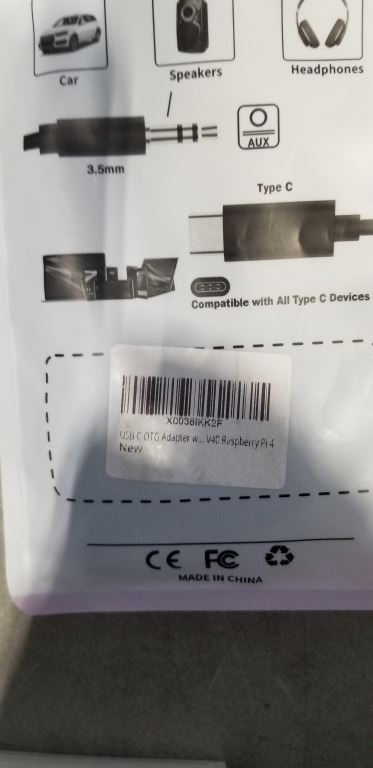 Car
Speakers
Headphones
AUX
3.5mm
Type C
Compatible with All Type C Devices
X0038IKK2F
USB C OTG Adapter w... V40 Raspberry Pi 4
New
CE FC
MADE IN CHINA